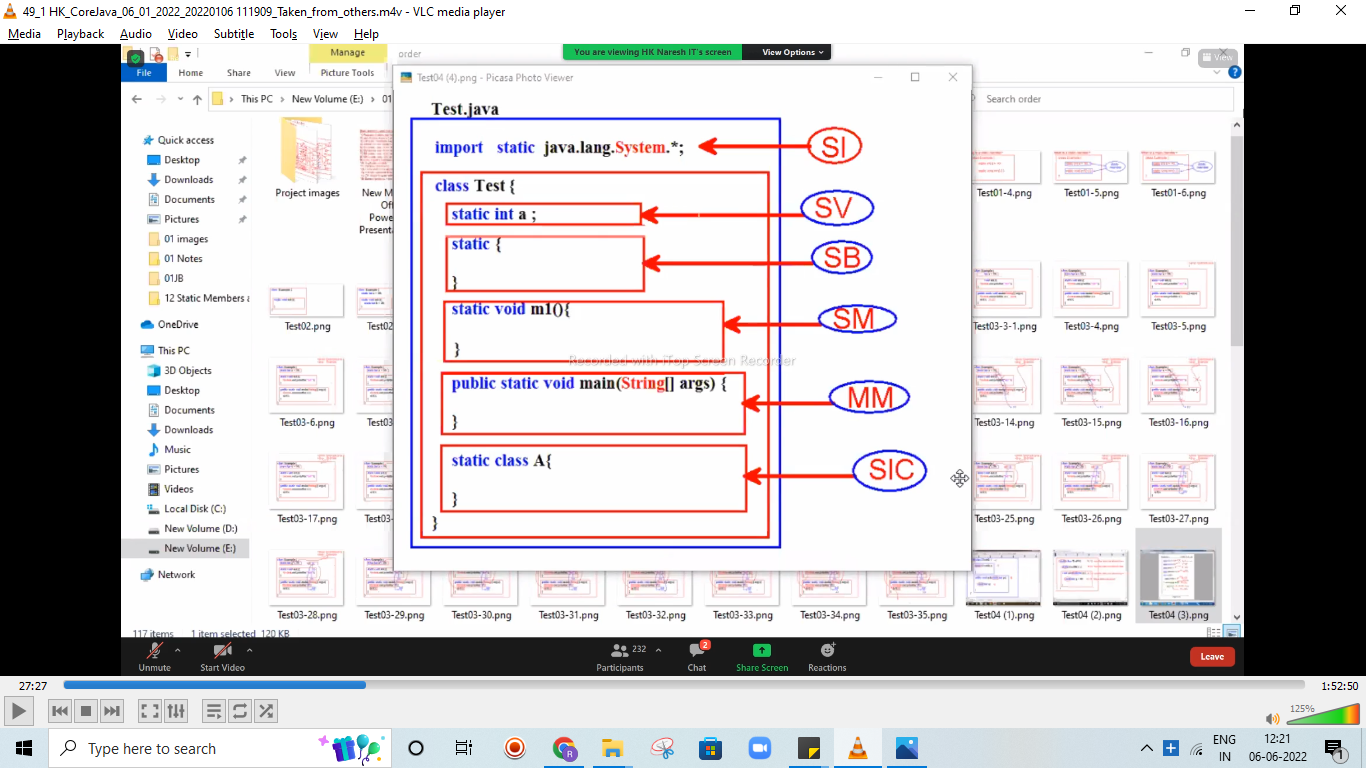 49_1 HK_CoreJava_06_01_2022_20220106 111909_Taken_from_others.m4v - VLC media player
Media Playback Audio Video Subtitle Tools View Help
Manage order You are viewing HK Naresh IT's screen View Options View
File Home Share View Picture Tools
This PC New Volume (E:) 01 Search order
Test04 (4).png - Picasa Photo Viewer
Quick access
Desktop
Downloads
Documents
Pictures
01 images
01 Notes
01JB
12 Static Members a
OneDrive
This PC
3D Objects
Desktop
Documents
Downloads
Music
Pictures
Videos
Local Disk (C:)
New Volume (D:)
New Volume (E:)
Network
Project images New M
Off
Powe
Present
Test.java
import static java.lang.System.*; SI
class Test {
static int a ; SV
static { SB
}
static void m1(){ SM
}
Recorded with iTop Screen Recorder
public static void main(String[] args) { MM
}
static class A{ SIC
}
}
Test01-4.png Test01-5.png Test01-6.png
Test02.png Test02 Test03-3-1.png Test03-4.png Test03-5.png
Test03-6.png Test03 Test03-14.png Test03-15.png Test03-16.png
Test03-17.png Test03 Test03-25.png Test03-26.png Test03-27.png
Test03-28.png Test03-29.png Test03-30.png Test03-31.png Test03-32.png Test03-33.png Test03-34.png Test03-35.png Test04 (1).png Test04 (2).png Test04 (3).png
117 items 1 item selected 120 KB
Unmute Start Video 232 Participants 2 Chat Share Screen Reactions Leave
27:27 1:52:50
125%
Type here to search
R
ENG 12:21
IN 06-06-2022 1